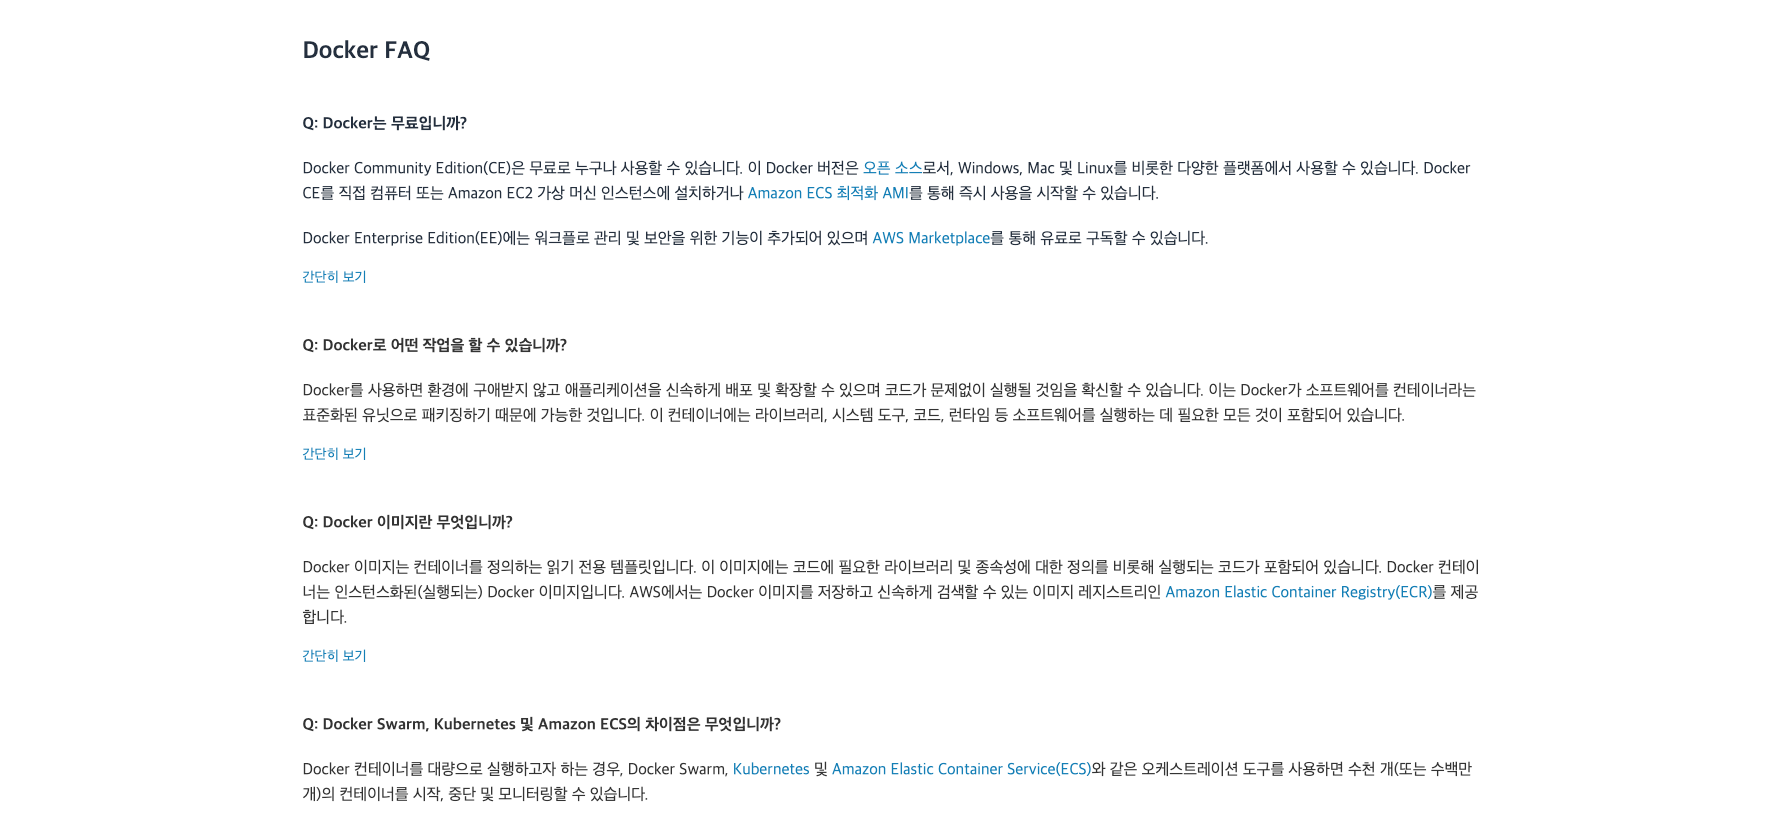 Docker FAQ
Q: Docker는 무료입니까?
Docker Community Edition(CE)은 무료로 누구나 사용할 수 있습니다. 이 Docker 버전은 오픈 소스로서, Windows, Mac 및 Linux를 비롯한 다양한 플랫폼에서 사용할 수 있습니다. Docker
CE를 직접 컴퓨터 또는 Amazon EC2 가상 머신 인스턴스에 설치하거나 Amazon ECS 최적화 AMI를 통해 즉시 사용을 시작할 수 있습니다.
Docker Enterprise Edition(EE)에는 워크플로 관리 및 보안을 위한 기능이 추가되어 있으며 AWS Marketplace를 통해 유료로 구독할 수 있습니다.
간단히 보기
Q: Docker로 어떤 작업을 할 수 있습니까?
Docker를 사용하면 환경에 구애받지 않고 애플리케이션을 신속하게 배포 및 확장할 수 있으며 코드가 문제없이 실행될 것임을 확신할 수 있습니다. 이는 Docker가 소프트웨어를 컨테이너라는
표준화된 유닛으로 패키징하기 때문에 가능한 것입니다. 이 컨테이너에는 라이브러리, 시스템 도구, 코드, 런타임 등 소프트웨어를 실행하는 데 필요한 모든 것이 포함되어 있습니다.
간단히 보기
Q: Docker 이미지란 무엇입니까?
Docker 이미지는 컨테이너를 정의하는 읽기 전용 템플릿입니다. 이 이미지에는 코드에 필요한 라이브러리 및 종속성에 대한 정의를 비롯해 실행되는 코드가 포함되어 있습니다. Docker 컨테이
너는 인스턴스화된(실행되는) Docker 이미지입니다. AWS에서는 Docker 이미지를 저장하고 신속하게 검색할 수 있는 이미지 레지스트리인 Amazon Elastic Container Registry(ECR)를 제공
합니다.
간단히 보기
Q: Docker Swarm, Kubernetes 및 Amazon ECS의 차이점은 무엇입니까?
Docker 컨테이너를 대량으로 실행하고자 하는 경우, Docker Swarm, Kubernetes 및 Amazon Elastic Container Service(ECS)와 같은 오케스트레이션 도구를 사용하면 수천 개(또는 수백만
개)의 컨테이너를 시작, 중단 및 모니터링할 수 있습니다.